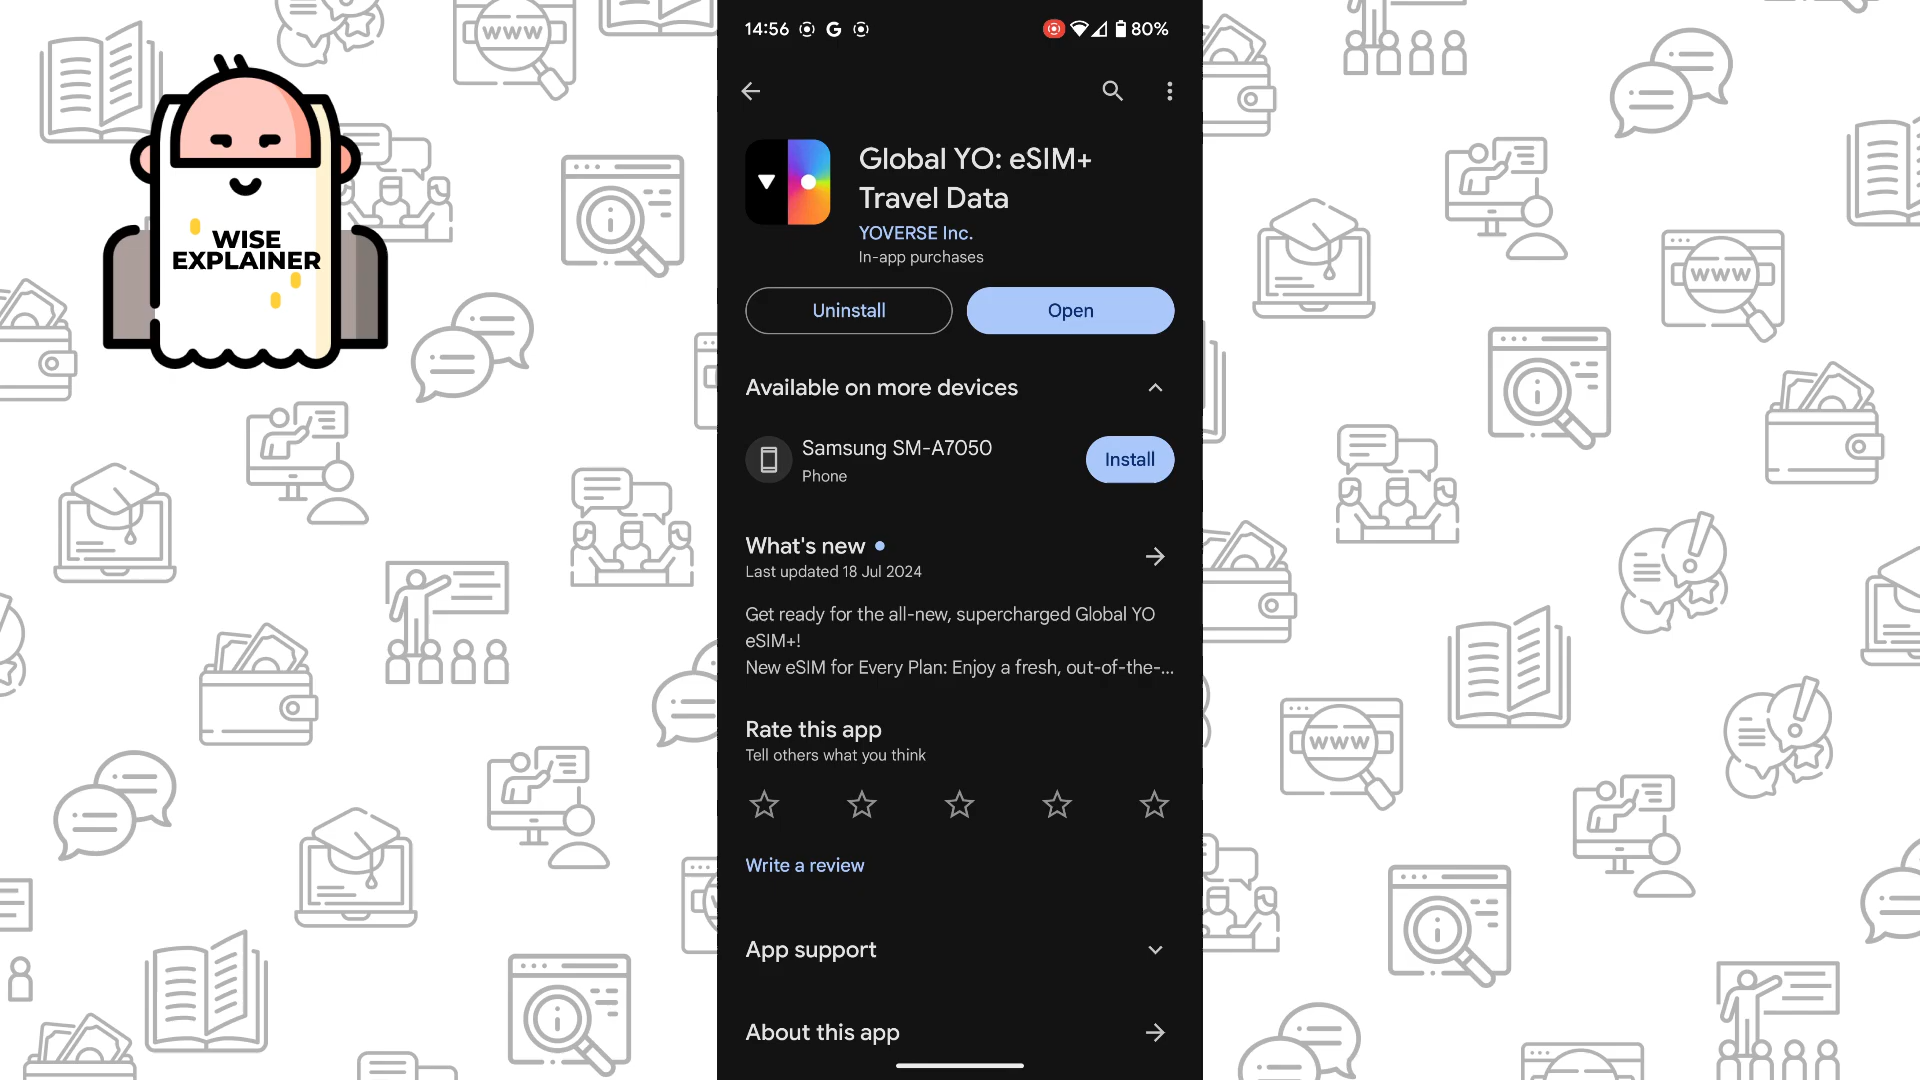 WISE
EXPLAINER
14:56
80%
Global YO: eSIM+
Travel Data
YOVERSE Inc.
In-app purchases
Uninstall
Open
Available on more devices
Samsung SM-A7050
Phone
Install
What's new
Last updated 18 Jul 2024
Get ready for the all-new, supercharged Global YO
eSIM+!
New eSIM for Every Plan: Enjoy a fresh, out-of-the-...
Rate this app
Tell others what you think
Write a review
App support
About this app
www
www
www